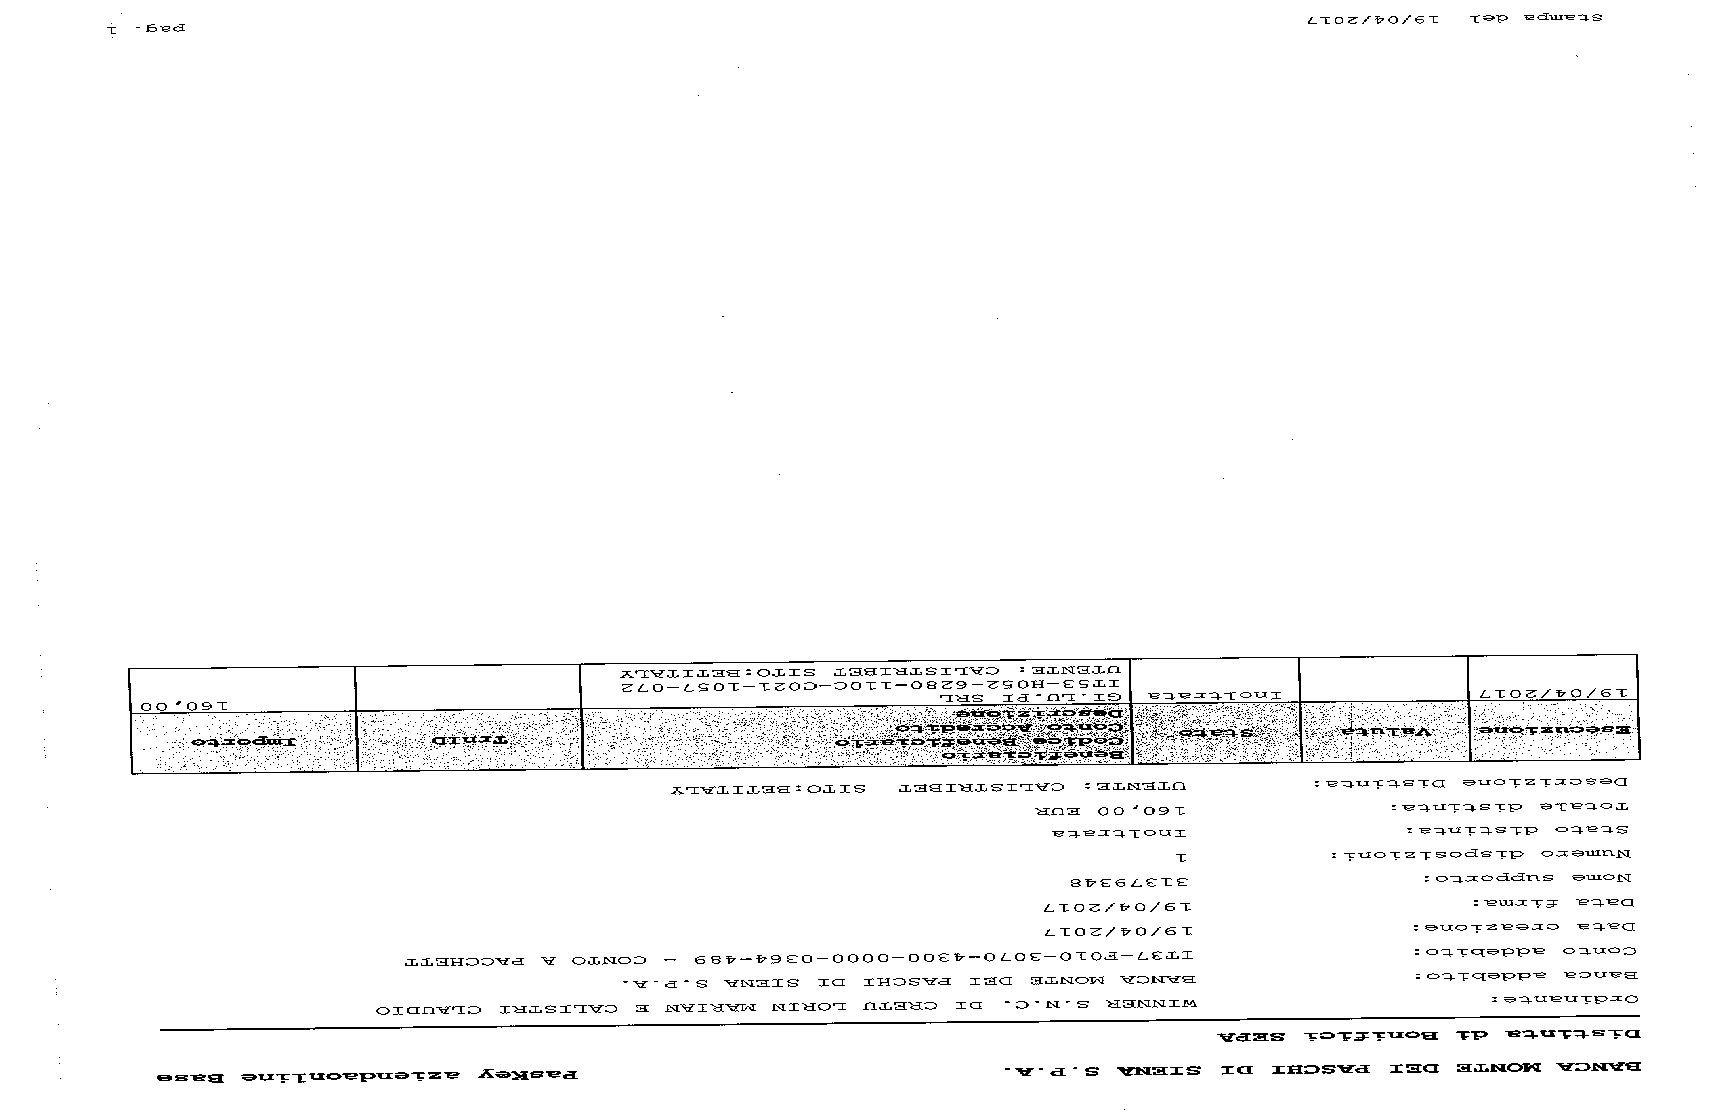 BANCA MONTE DEI PASCHI DI SIENA S.P.A. PasKey aziendaonline Base
Distinta di Bonifici SEPA
Ordinante: WINNER S.N.C. DI CRETU LORIN MARIAN E CALISTRI CLAUDIO
Banca addebito: BANCA MONTE DEI PASCHI DI SIENA S.P.A.
Conto addebito: IT37-F010-3070-4300-0000-0364-489 - CONTO A PACCHETT
Data creazione: 19/04/2017
Data firma: 19/04/2017
Nome supporto: 31379348
Numero disposizioni: 1
Stato distinta: Inoltrata
Totale distinta: 160,00 EUR
Descrizione Distinta: UTENTE: CALISTRIBET SITO:BETITALY
Esecuzione Valuta Stato Beneficiario TrnID Importo
Codice Beneficiario
Conto Accredito
Descrizione
19/04/2017 Inoltrata GI.LU.PI SRL 160,00
IT53-H052-6280-110C-C021-1057-072
UTENTE: CALISTRIBET SITO:BETITALY
Stampa del 19/04/2017 pag. 1